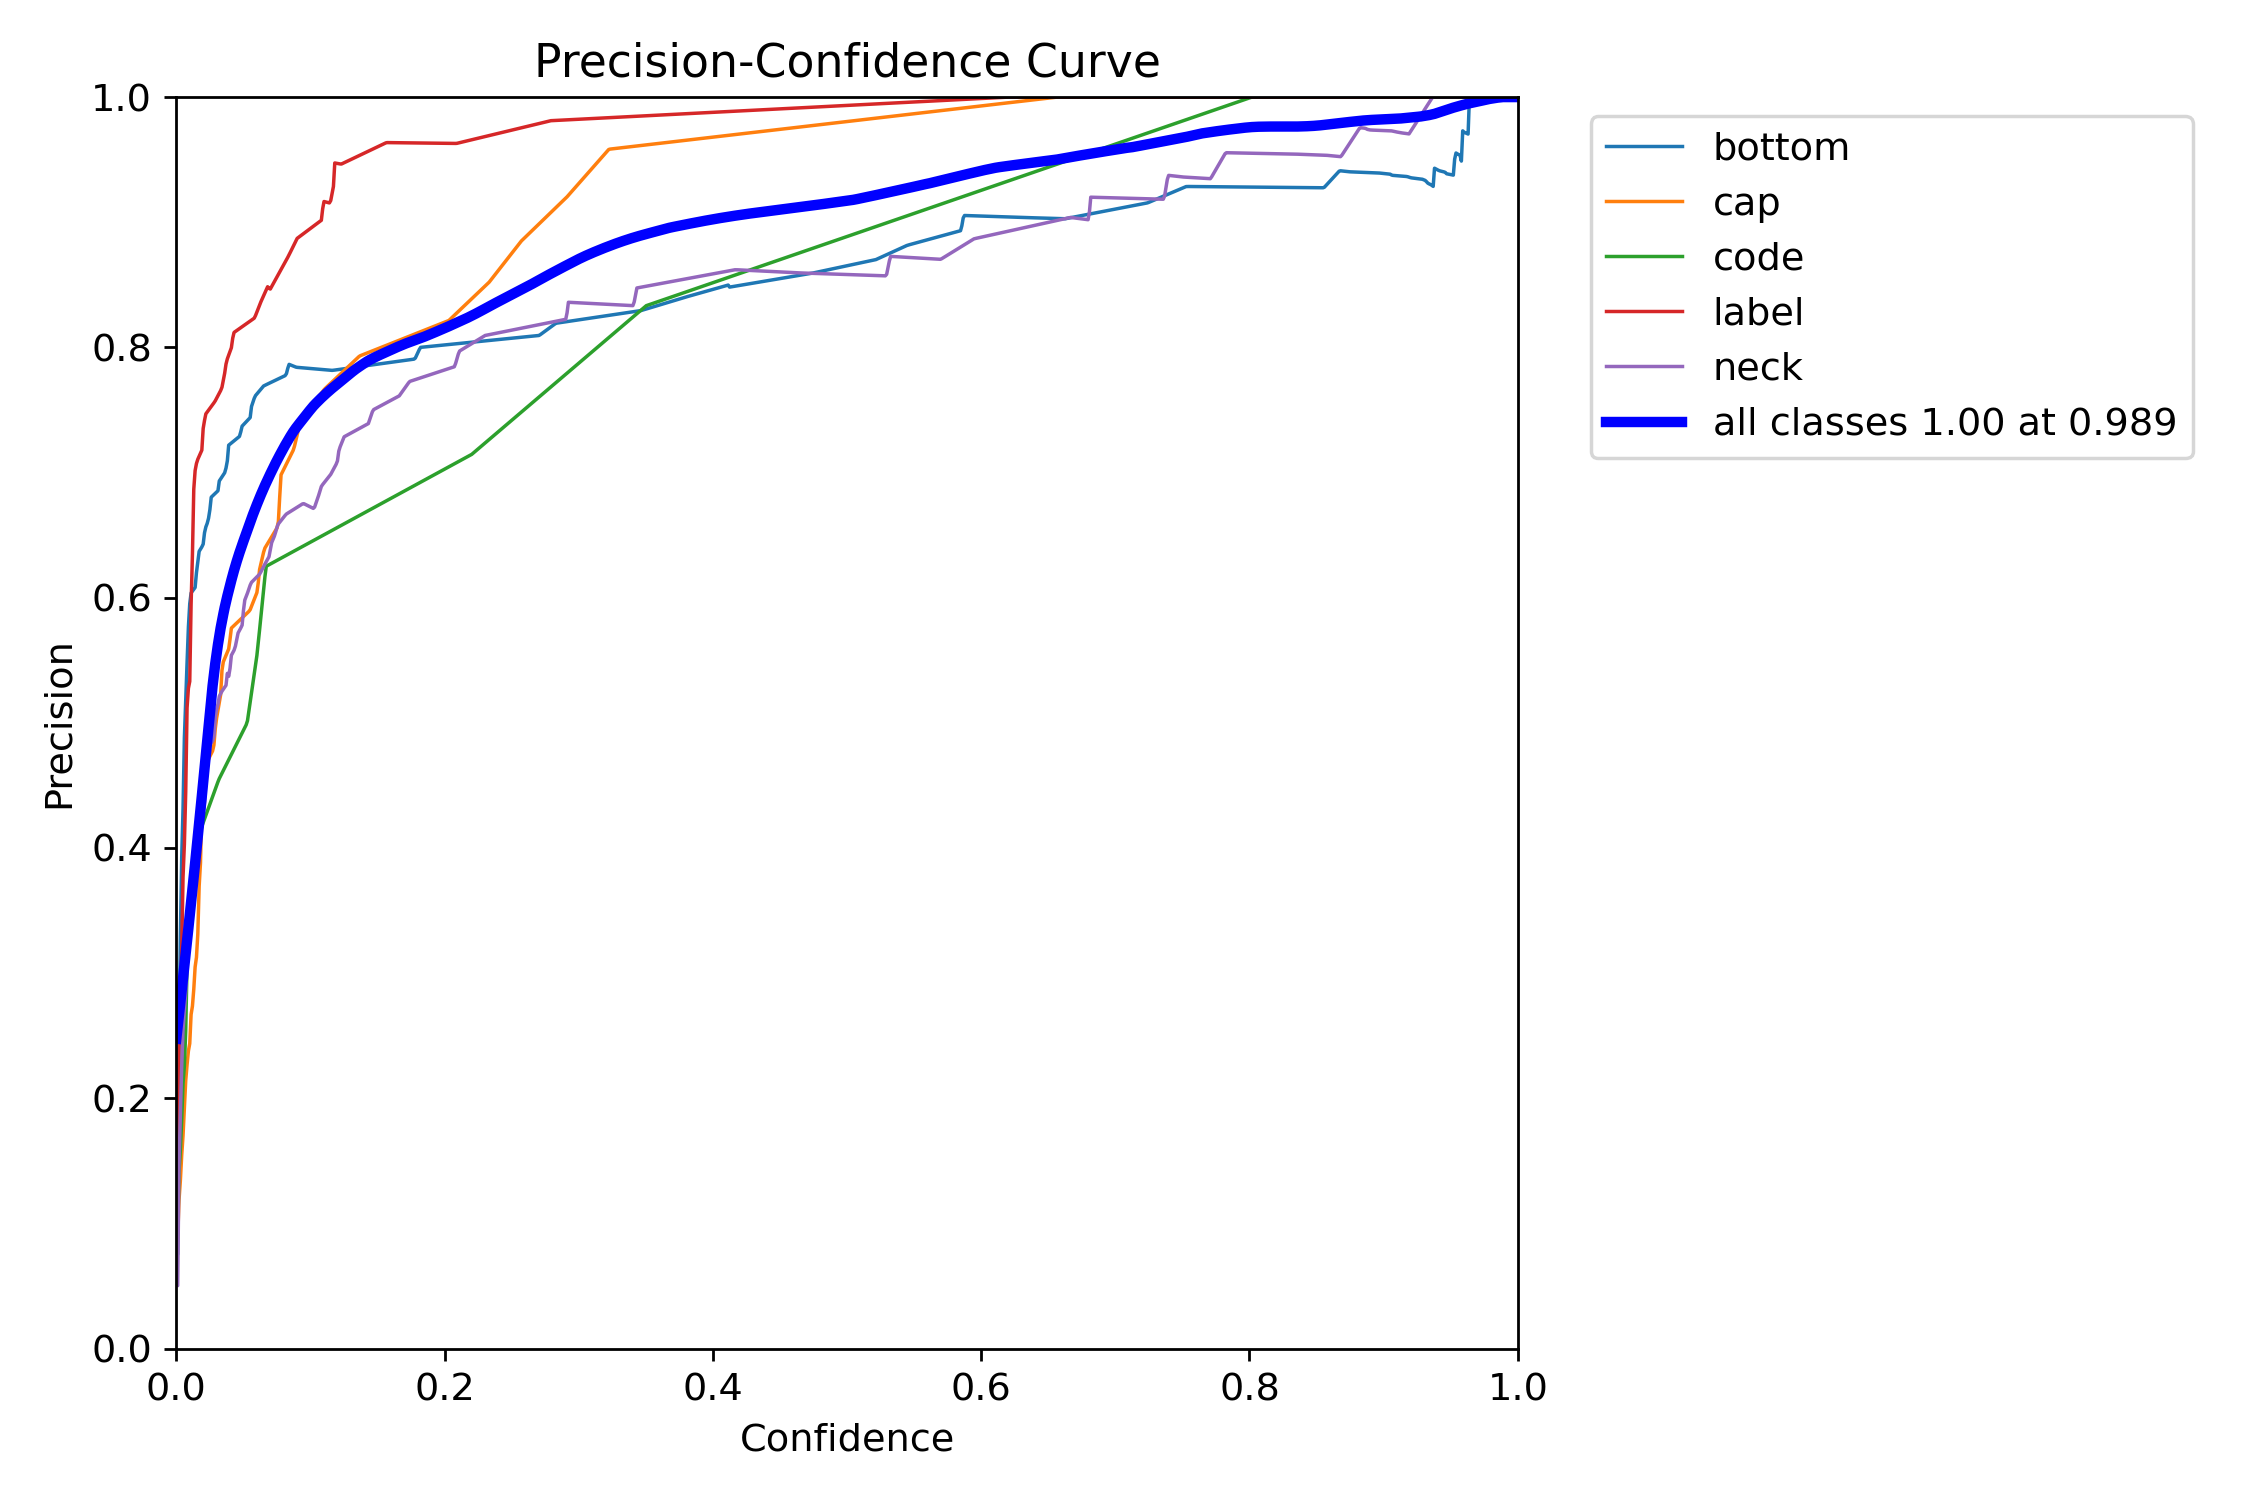 Precision-Confidence Curve
1.0
0.8
0.6
0.4
0.2
0.0
Precision
0.0 0.2 0.4 0.6 0.8 1.0
Confidence
bottom
cap
code
label
neck
all classes 1.00 at 0.989